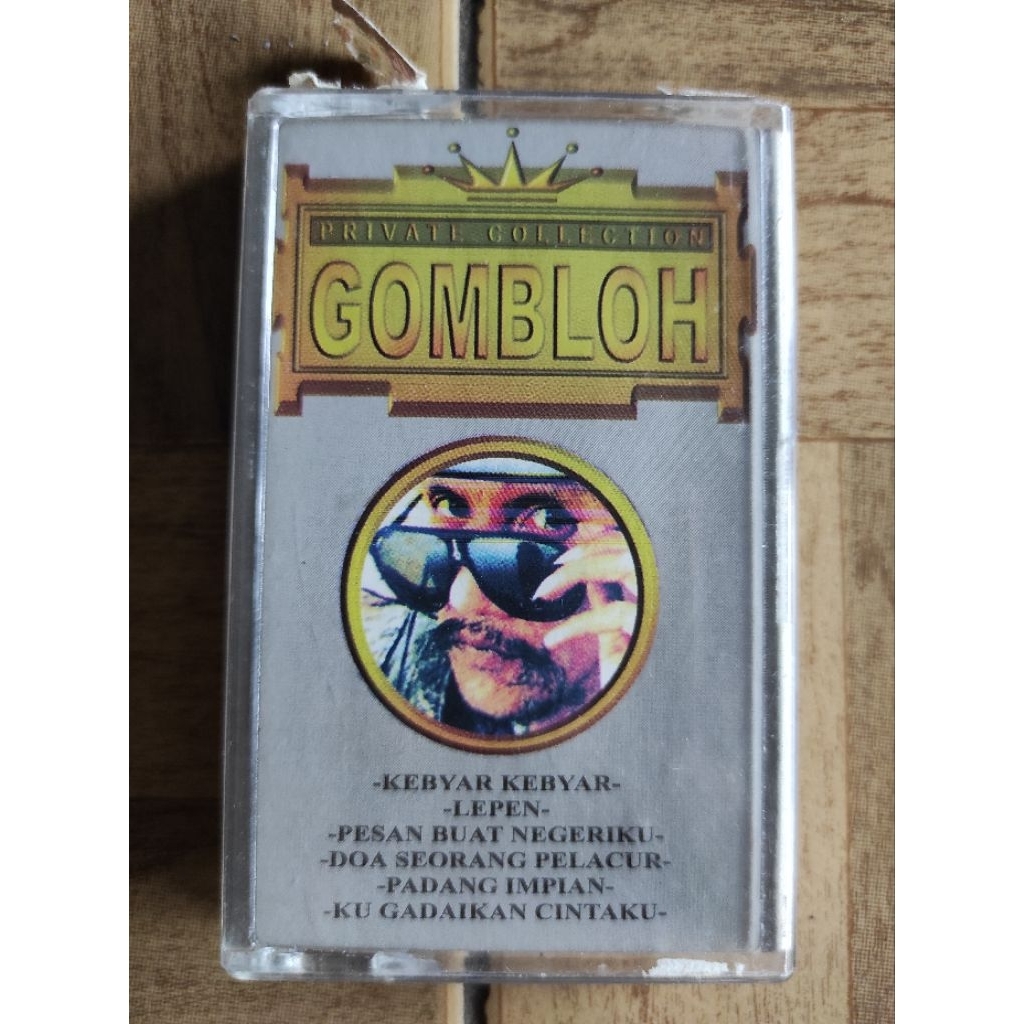 PRIVATE COLLECTION
GOMBLOH
-KEBYAR KEBYAR-
-LEPEN-
-PESAN BUAT NEGERIKU-
-DOA SEORANG PELACUR-
-PADANG IMPIAN-
-KU GADAIKAN CINTAKU-